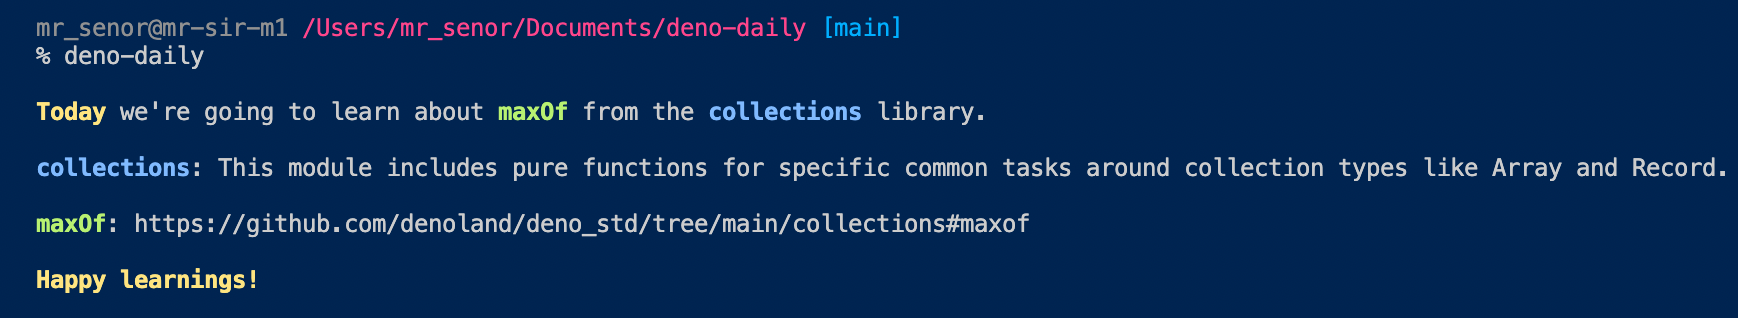 mr_senor@mr-sir-m1 /Users/mr_senor/Documents/deno-daily [main]
% deno-daily
Today we're going to learn about maxOf from the collections library.
collections: This module includes pure functions for specific common tasks around collection types like Array and Record.
maxOf: https://github.com/denoland/deno_std/tree/main/collections#maxof
Happy learnings!